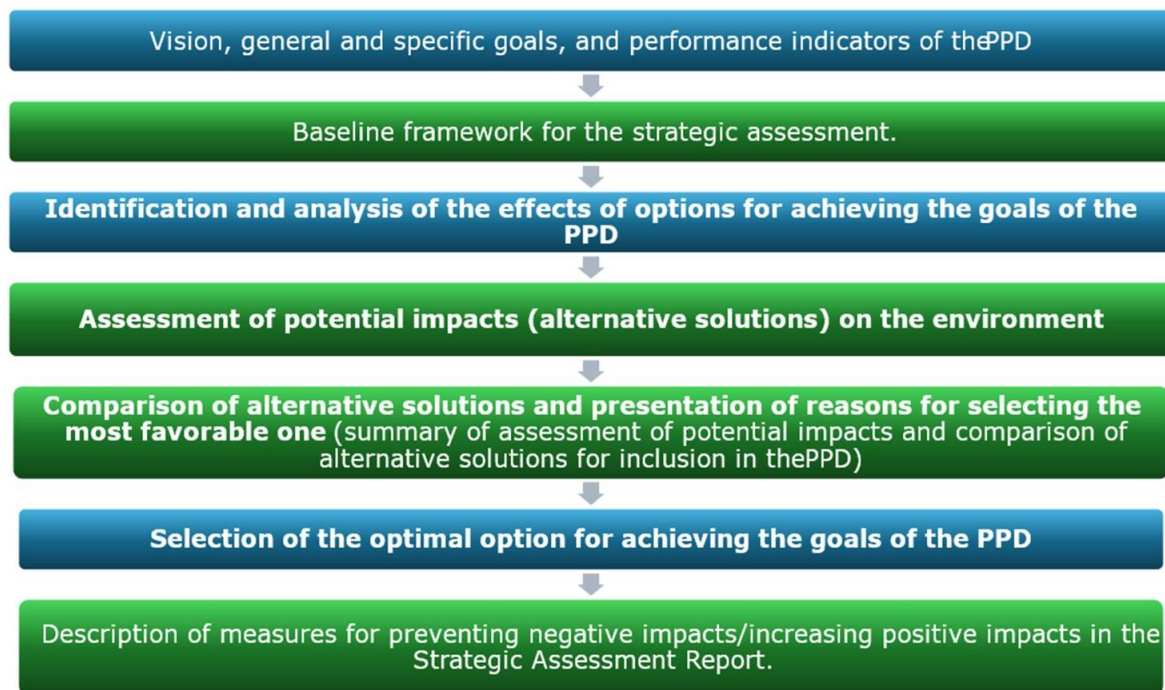 Vision, general and specific goals, and performance indicators of thePPD
Baseline framework for the strategic assessment.
Identification and analysis of the effects of options for achieving the goals of the
PPD
Assessment of potential impacts (alternative solutions) on the environment
Comparison of alternative solutions and presentation of reasons for selecting the
most favorable one (summary of assessment of potential impacts and comparison of
alternative solutions for inclusion in thePPD)
Selection of the optimal option for achieving the goals of the PPD
Description of measures for preventing negative impacts/increasing positive impacts in the
Strategic Assessment Report.